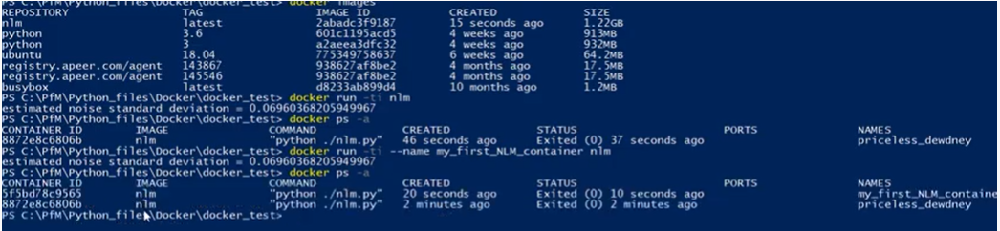 PS C:\PfM\Python_files\Docker\docker_test> docker images
REPOSITORY TAG IMAGE ID CREATED SIZE
nlm latest 2abadc3f9187 15 seconds ago 1.22GB
python 3.6 601c1195acd5 4 weeks ago 913MB
python 3 a2aeea3dfc32 4 weeks ago 932MB
ubuntu 18.04 775349758637 6 weeks ago 64.2MB
registry.apeer.com/agent 143867 938627af8be2 4 months ago 17.5MB
registry.apeer.com/agent 145546 938627af8be2 4 months ago 17.5MB
busybox latest d8233ab899d4 10 months ago 1.2MB
PS C:\PfM\Python_files\Docker\docker_test> docker run -ti nlm
estimated noise standard deviation = 0.06960368205949967
PS C:\PfM\Python_files\Docker\docker_test> docker ps -a
CONTAINER ID IMAGE COMMAND CREATED STATUS PORTS NAMES
8872e8c6806b nlm "python ./nlm.py" 46 seconds ago Exited (0) 37 seconds ago priceless_dewdney
PS C:\PfM\Python_files\Docker\docker_test> docker run -ti --name my_first_NLM_container nlm
estimated noise standard deviation = 0.06960368205949967
PS C:\PfM\Python_files\Docker\docker_test> docker ps -a
CONTAINER ID IMAGE COMMAND CREATED STATUS PORTS NAMES
5f5bd78c9565 nlm "python ./nlm.py" 20 seconds ago Exited (0) 10 seconds ago my_first_NLM_containe
8872e8c6806b nlm "python ./nlm.py" 2 minutes ago Exited (0) 2 minutes ago priceless_dewdney
PS C:\PfM\Python_files\Docker\docker_test>